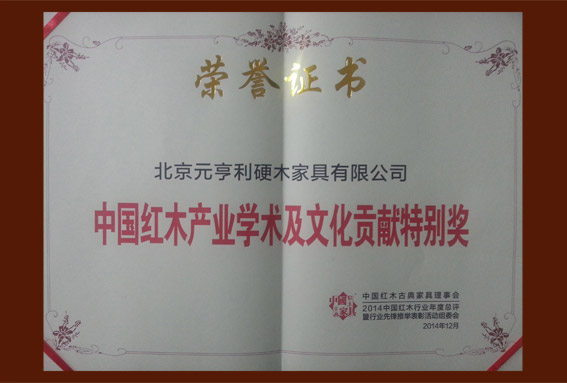 荣誉证书
北京元亨利硬木家具有限公司
中国红木产业学术及文化贡献特别奖
中国红木古典家具理事会
2014中国红木行业年度总评
暨行业先锋榜举表彰活动组委会
2014年12月